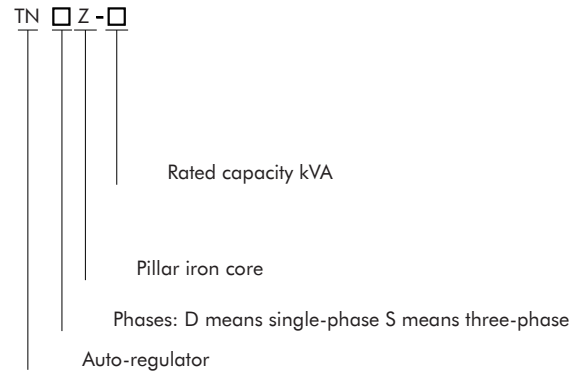 TN □ Z - □
Rated capacity kVA
Pillar iron core
Phases: D means single-phase S means three-phase
Auto-regulator